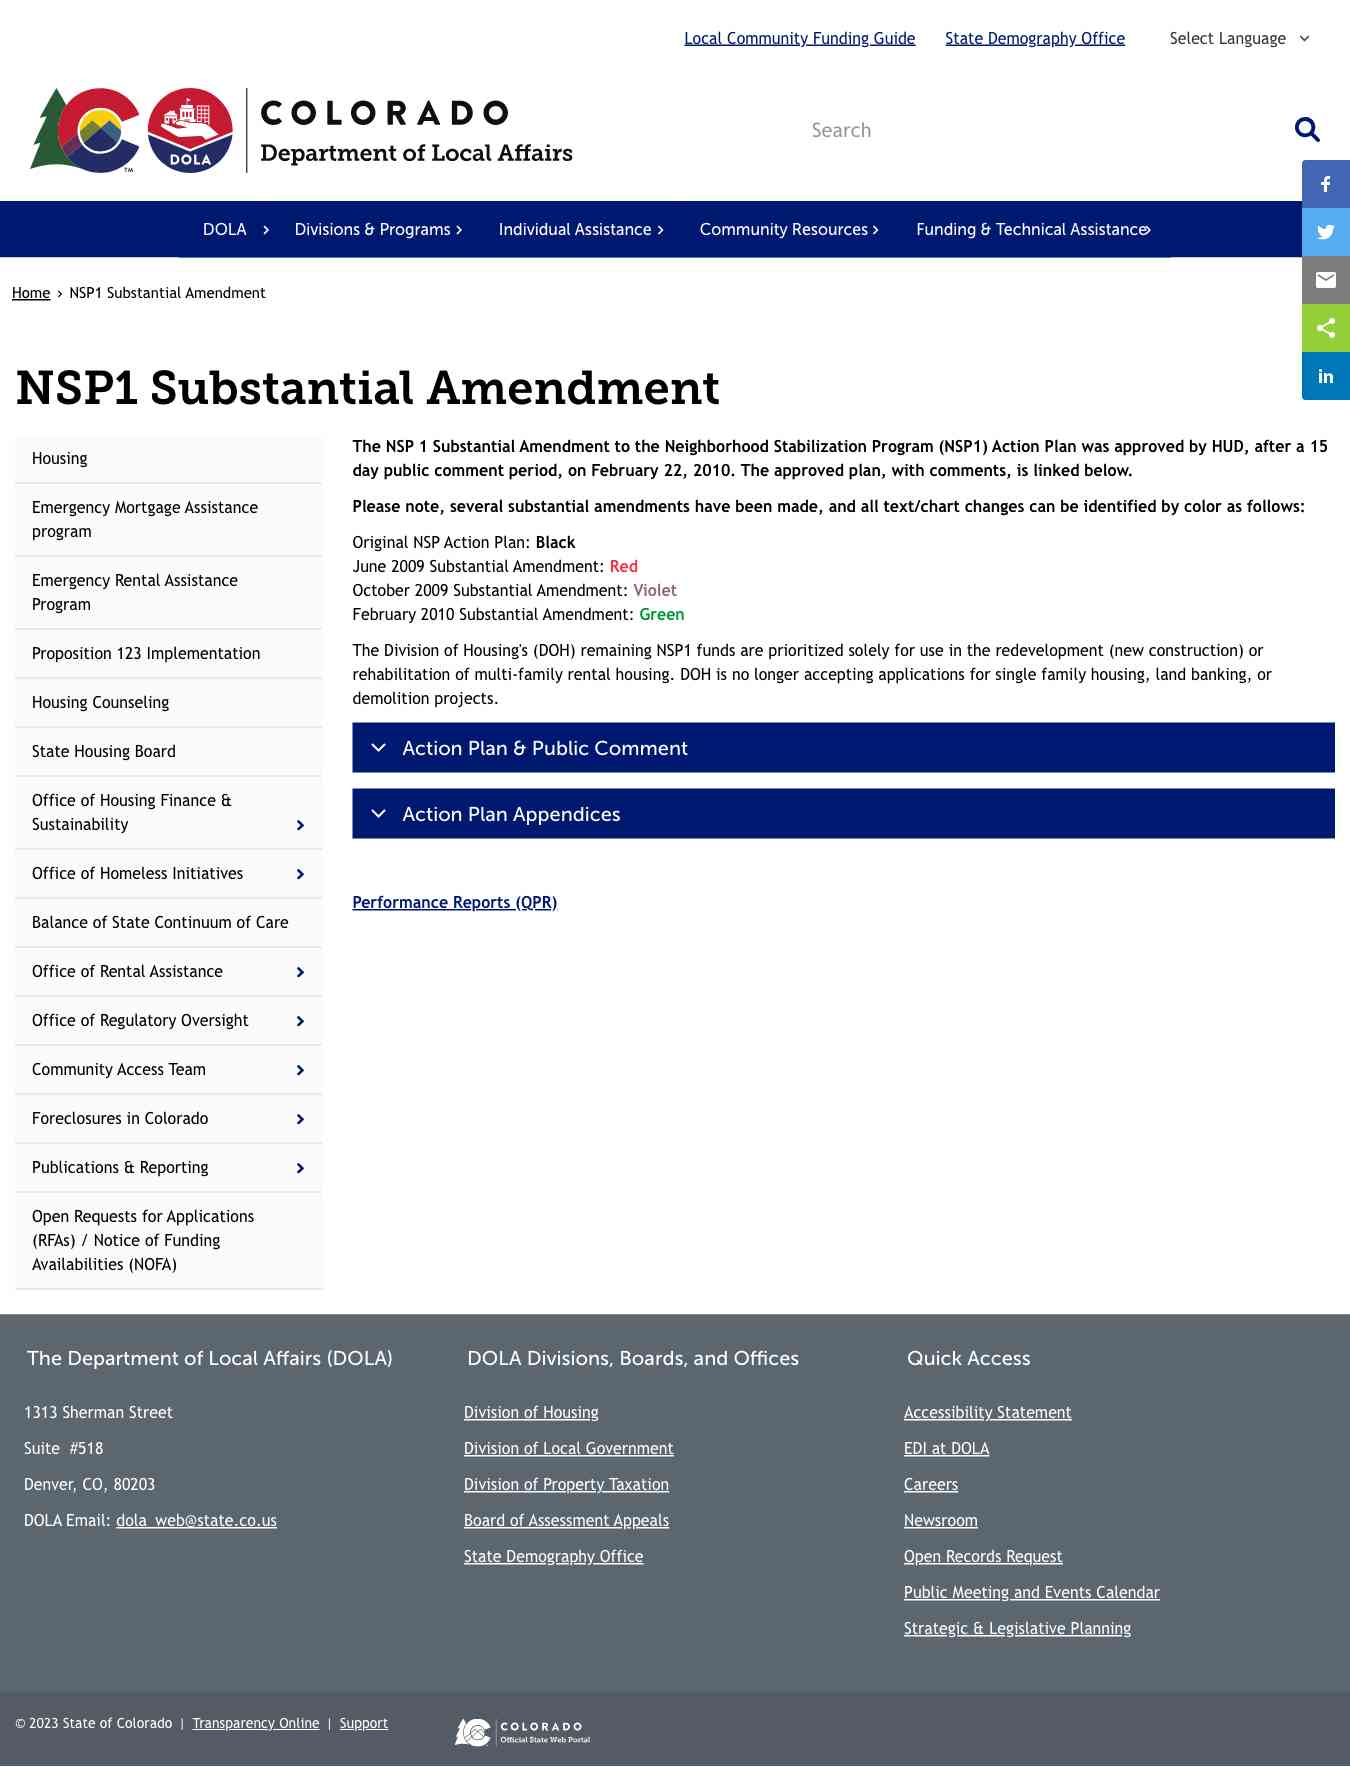 Local Community Funding Guide State Demography Office Select Language
COLORADO
Department of Local Affairs
DOLA
TM
Search
DOLA Divisions & Programs Individual Assistance Community Resources Funding & Technical Assistance
Home › NSP1 Substantial Amendment
NSP1 Substantial Amendment
Housing
Emergency Mortgage Assistance
program
Emergency Rental Assistance
Program
Proposition 123 Implementation
Housing Counseling
State Housing Board
Office of Housing Finance &
Sustainability
Office of Homeless Initiatives
Balance of State Continuum of Care
Office of Rental Assistance
Office of Regulatory Oversight
Community Access Team
Foreclosures in Colorado
Publications & Reporting
Open Requests for Applications
(RFAs) / Notice of Funding
Availabilities (NOFA)
The NSP 1 Substantial Amendment to the Neighborhood Stabilization Program (NSP1) Action Plan was approved by HUD, after a 15
day public comment period, on February 22, 2010. The approved plan, with comments, is linked below.
Please note, several substantial amendments have been made, and all text/chart changes can be identified by color as follows:
Original NSP Action Plan: Black
June 2009 Substantial Amendment: Red
October 2009 Substantial Amendment: Violet
February 2010 Substantial Amendment: Green
The Division of Housing's (DOH) remaining NSP1 funds are prioritized solely for use in the redevelopment (new construction) or
rehabilitation of multi-family rental housing. DOH is no longer accepting applications for single family housing, land banking, or
demolition projects.
Action Plan & Public Comment
Action Plan Appendices
Performance Reports (QPR)
The Department of Local Affairs (DOLA)
1313 Sherman Street
Suite #518
Denver, CO, 80203
DOLA Email: dola_web@state.co.us
DOLA Divisions, Boards, and Offices
Division of Housing
Division of Local Government
Division of Property Taxation
Board of Assessment Appeals
State Demography Office
Quick Access
Accessibility Statement
EDI at DOLA
Careers
Newsroom
Open Records Request
Public Meeting and Events Calendar
Strategic & Legislative Planning
© 2023 State of Colorado | Transparency Online | Support
COLORADO
Official State Web Portal